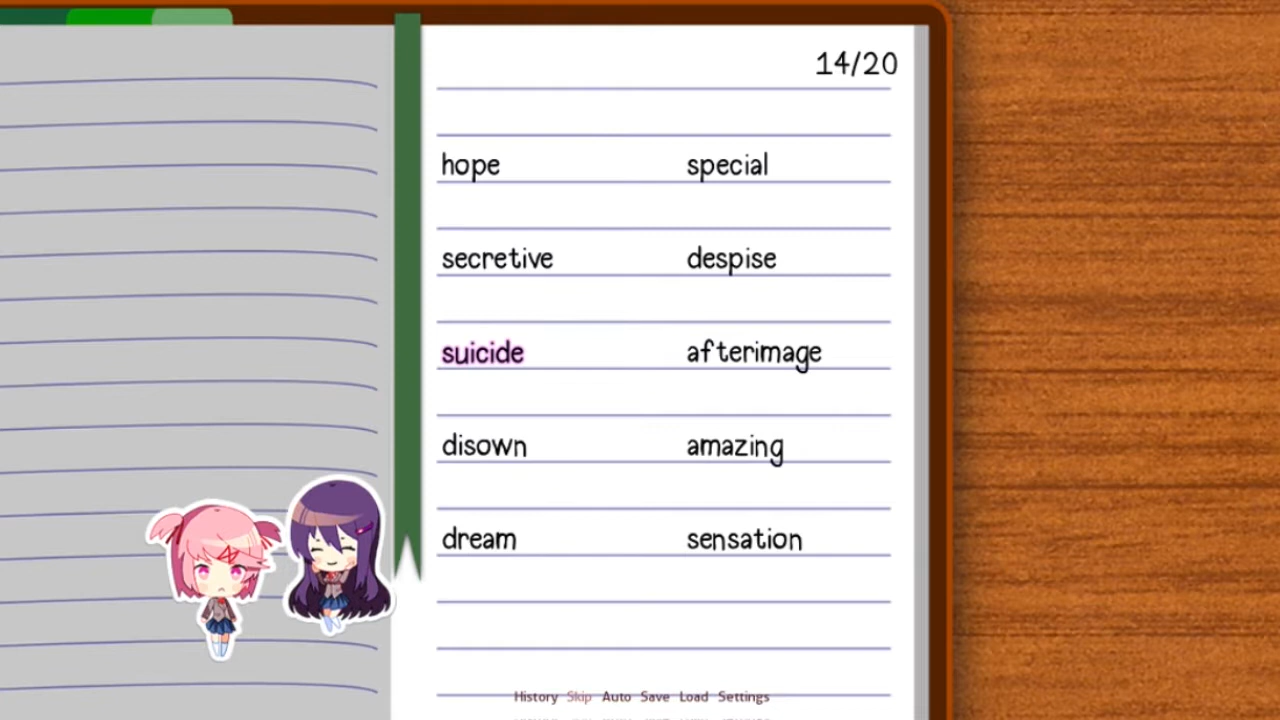 14/20
hope special
secretive despise
suicide afterimage
disown amazing
dream sensation
History Skip Auto Save Load Settings